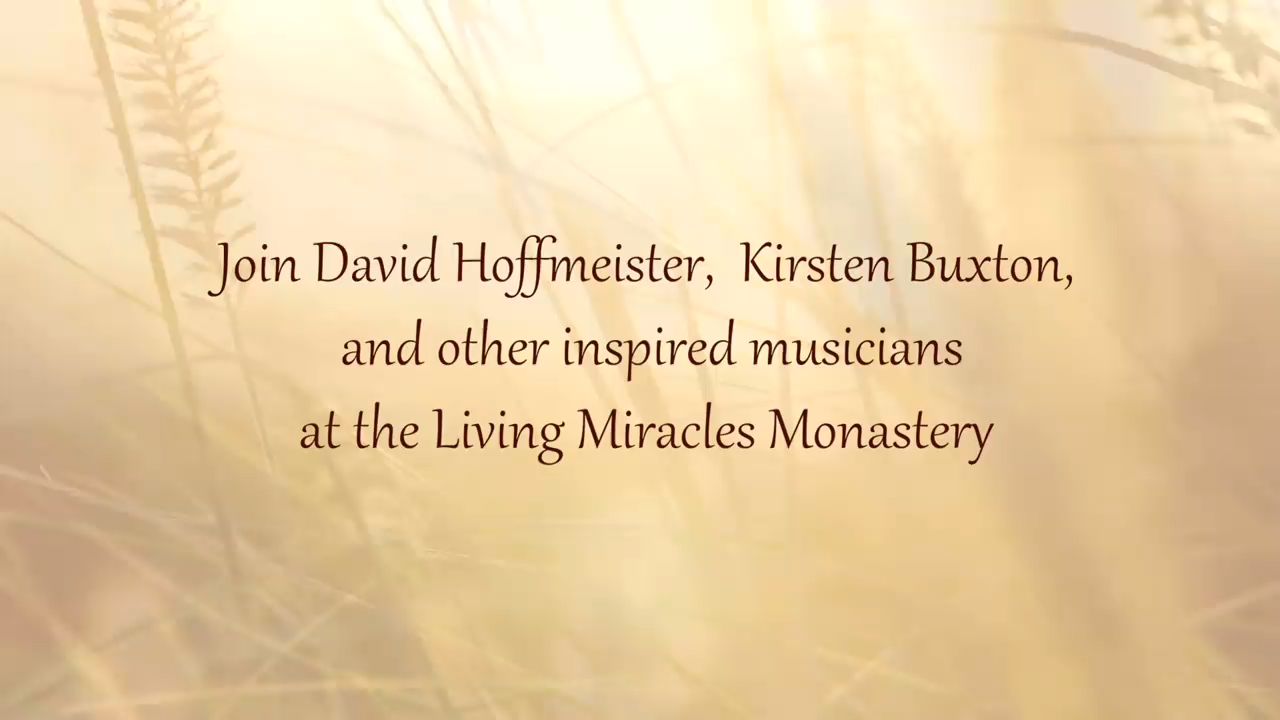 Join David Hoffmeister, Kirsten Buxton,
and other inspired musicians
at the Living Miracles Monastery